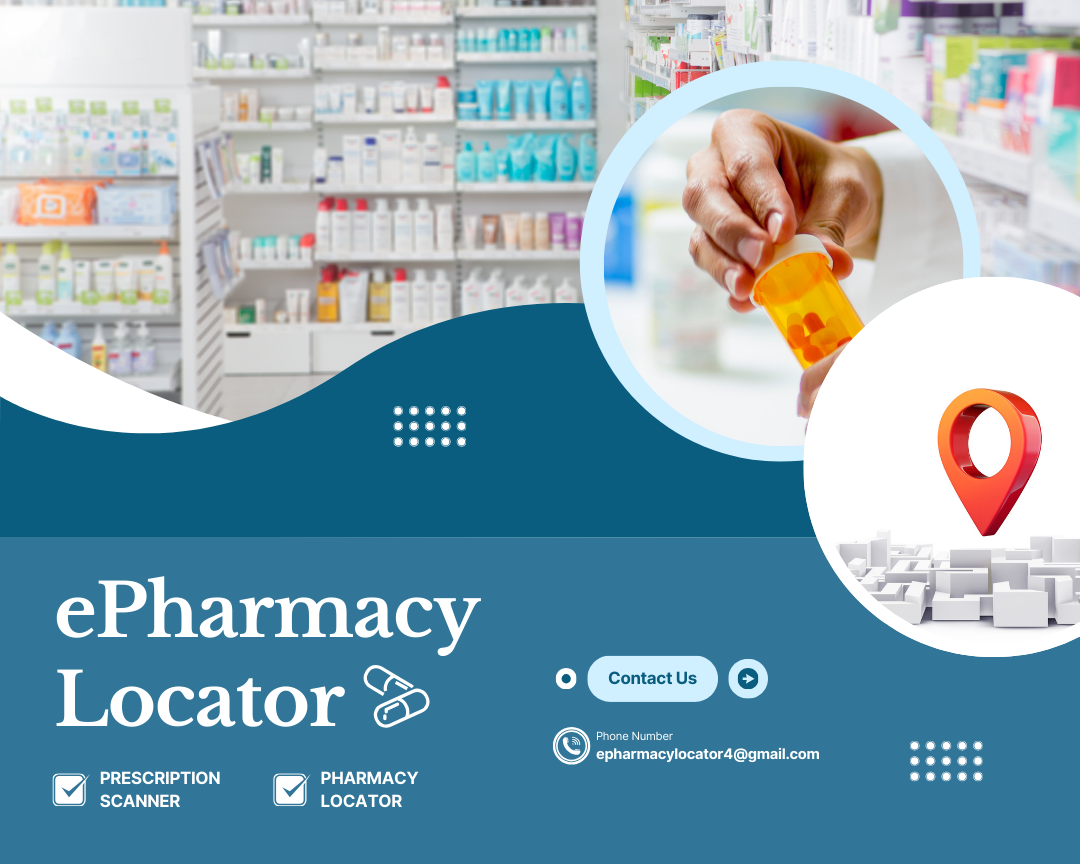 ePharmacy
Locator
PRESCRIPTION
SCANNER
PHARMACY
LOCATOR
Contact Us
Phone Number
epharmacylocator4@gmail.com